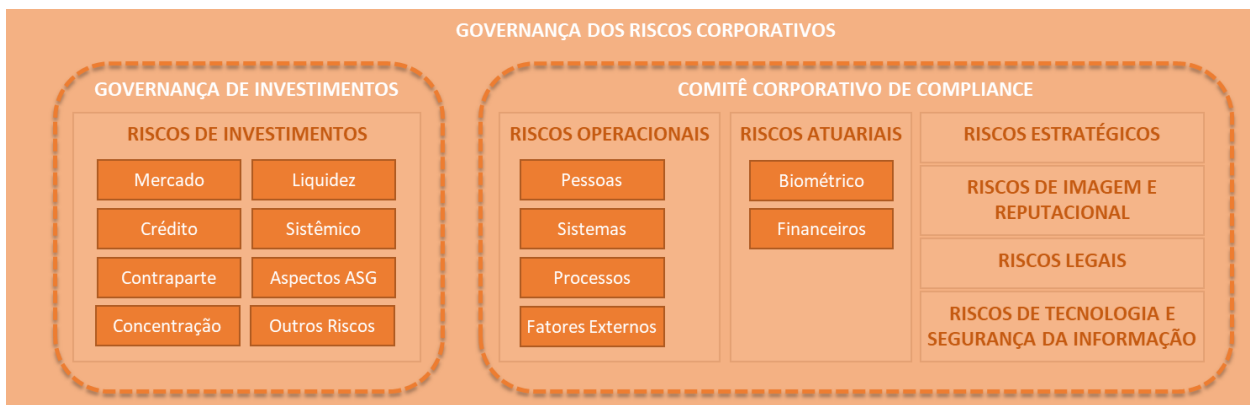 GOVERNANÇA DOS RISCOS CORPORATIVOS
GOVERNANÇA DE INVESTIMENTOS
RISCOS DE INVESTIMENTOS
Mercado
Liquidez
Crédito
Sistêmico
Contraparte
Aspectos ASG
Concentração
Outros Riscos
COMITÊ CORPORATIVO DE COMPLIANCE
RISCOS OPERACIONAIS
Pessoas
Sistemas
Processos
Fatores Externos
RISCOS ATUARIAIS
Biométrico
Financeiros
RISCOS ESTRATÉGICOS
RISCOS DE IMAGEM E
REPUTACIONAL
RISCOS LEGAIS
RISCOS DE TECNOLOGIA E
SEGURANÇA DA INFORMAÇÃO